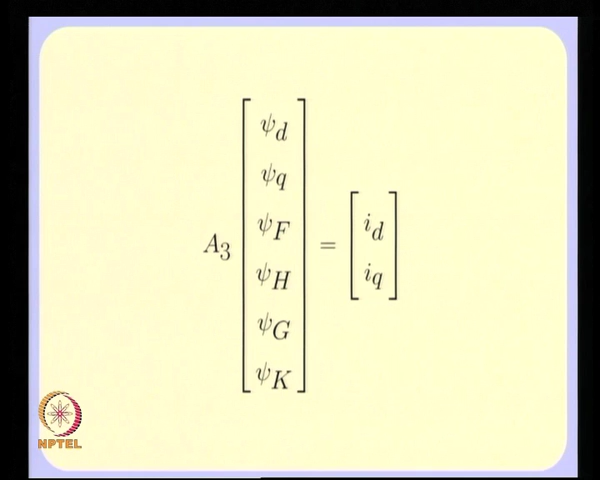 A₃ [ψ_d ψ_q ψ_F ψ_H ψ_G ψ_K] = [i_d i_q]
NPTEL